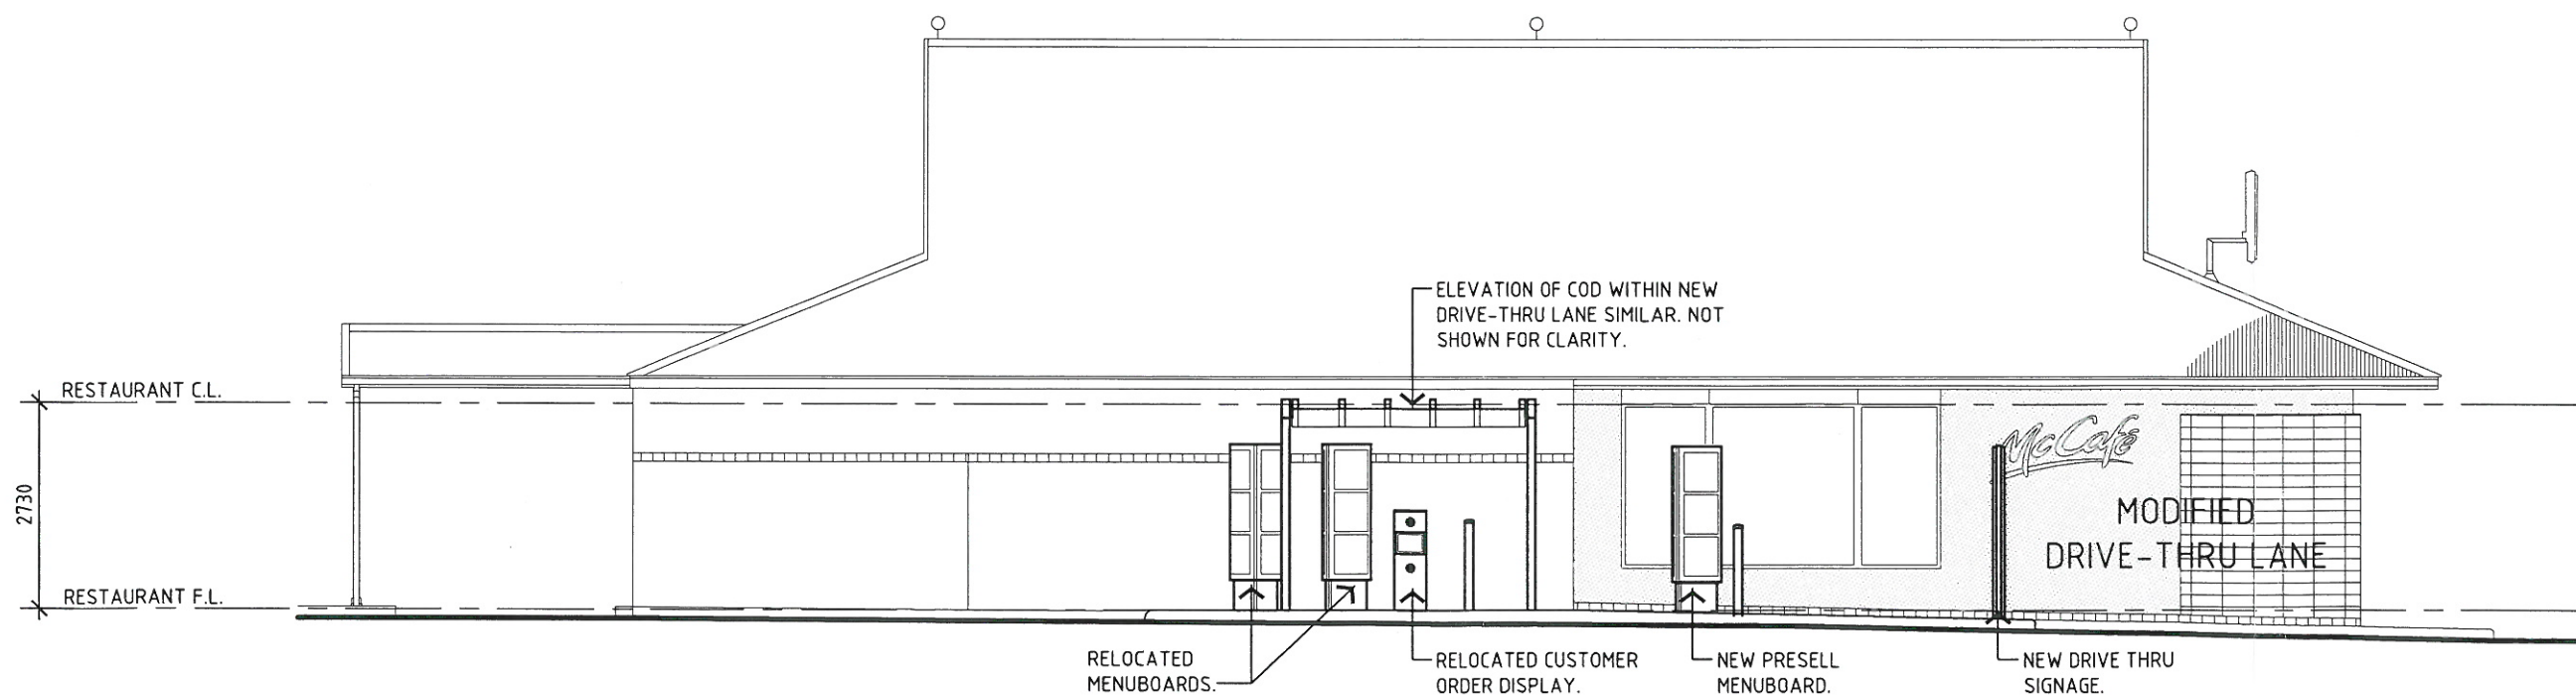 ELEVATION OF COD WITHIN NEW
DRIVE-THRU LANE SIMILAR. NOT
SHOWN FOR CLARITY.
RESTAURANT C.L.
2730
RESTAURANT F.L.
McCafé
MODIFIED
DRIVE-THRU LANE
RELOCATED
MENUBOARDS.
RELOCATED CUSTOMER
ORDER DISPLAY.
NEW PRESELL
MENUBOARD.
NEW DRIVE THRU
SIGNAGE.